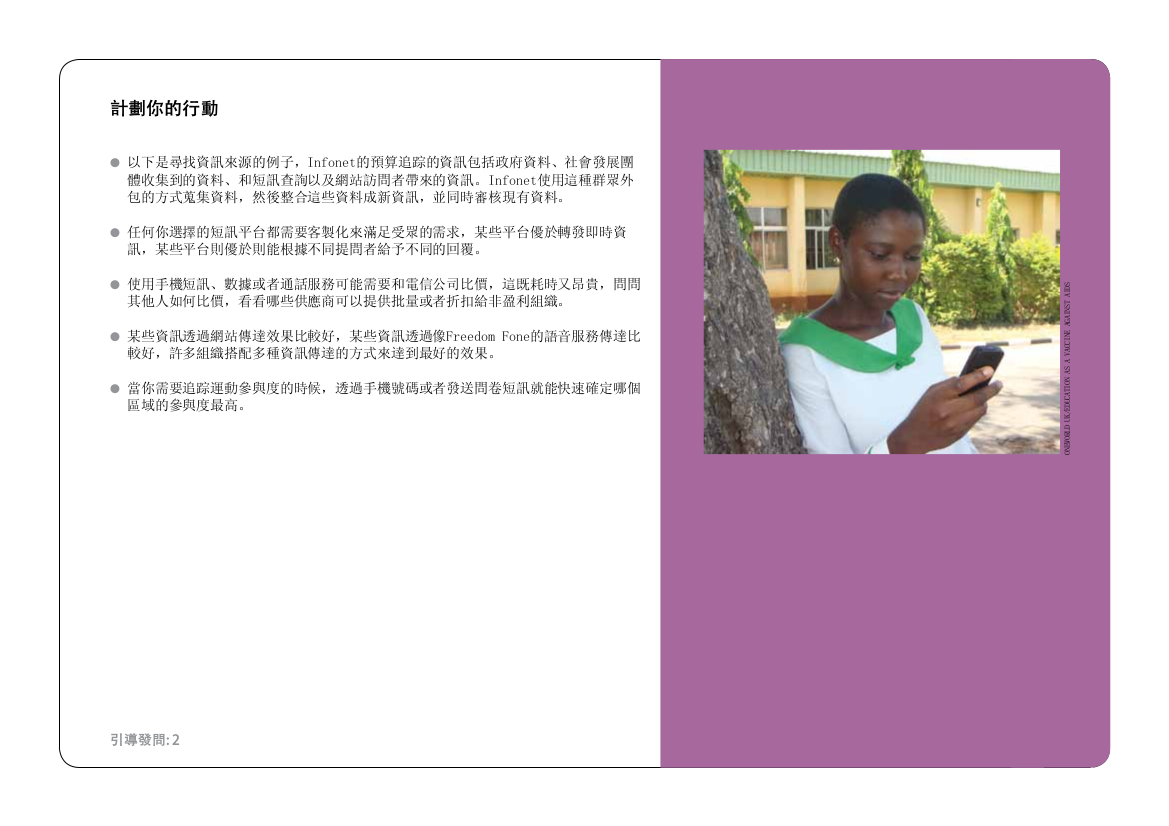 計劃你的行動
● 以下是尋找資訊來源的例子，Infonet的預算追踪的資訊包括政府資料、社會發展團
體收集到的資料、和短訊查詢以及網站訪問者帶來的資訊。Infonet使用這種群眾外
包的方式蒐集資料，然後整合這些資料成新資訊，並同時審核現有資料。
● 任何你選擇的短訊平台都需要客製化來滿足受眾的需求，某些平台優於轉發即時資
訊，某些平台則優於則能根據不同提問者給予不同的回覆。
● 使用手機短訊、數據或者通話服務可能需要和電信公司比價，這既耗時又昂貴，問問
其他人如何比價，看看哪些供應商可以提供批量或者折扣給非盈利組織。
● 某些資訊透過網站傳達效果比較好，某些資訊透過像Freedom Fone的語音服務傳達比
較好，許多組織搭配多種資訊傳達的方式來達到最好的效果。
● 當你需要追踪運動參與度的時候，透過手機號碼或者發送問卷短訊就能快速確定哪個
區域的參與度最高。
引導發問: 2
ONEWORLD UK/EDUCATION AS A VACCINE AGAINST AIDS